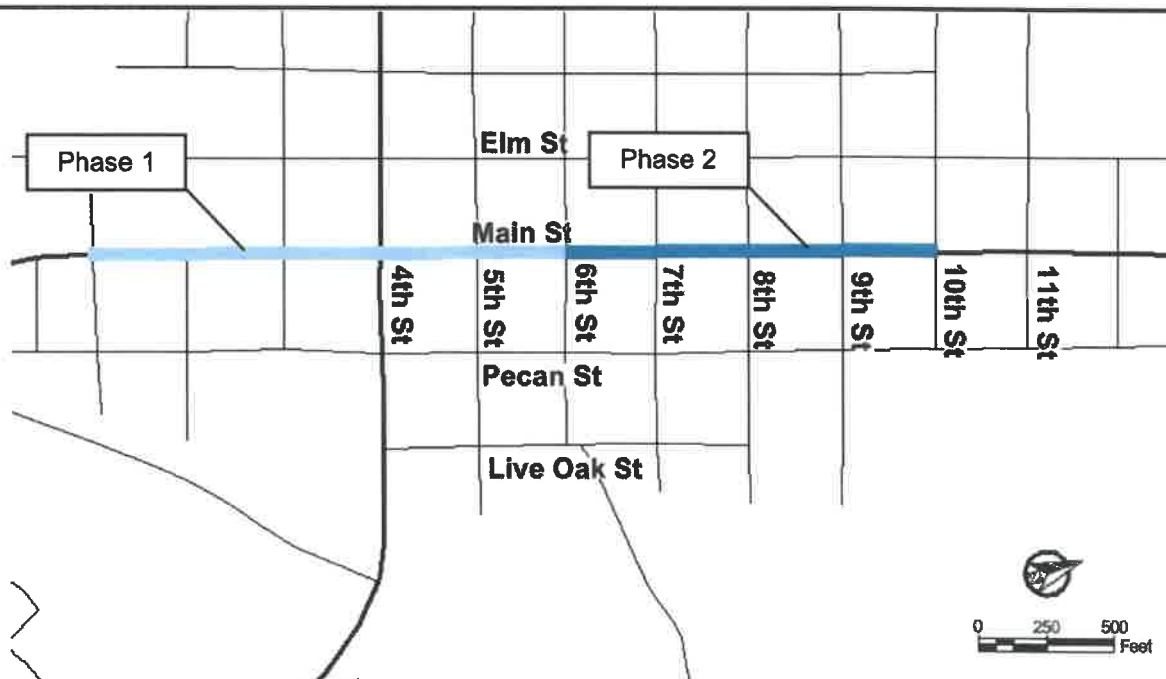 Elm St
Phase 1
Phase 2
Main St
4th St
5th St
6th St
7th St
8th St
9th St
10th St
11th St
Pecan St
Live Oak St
0 250 500
Feet